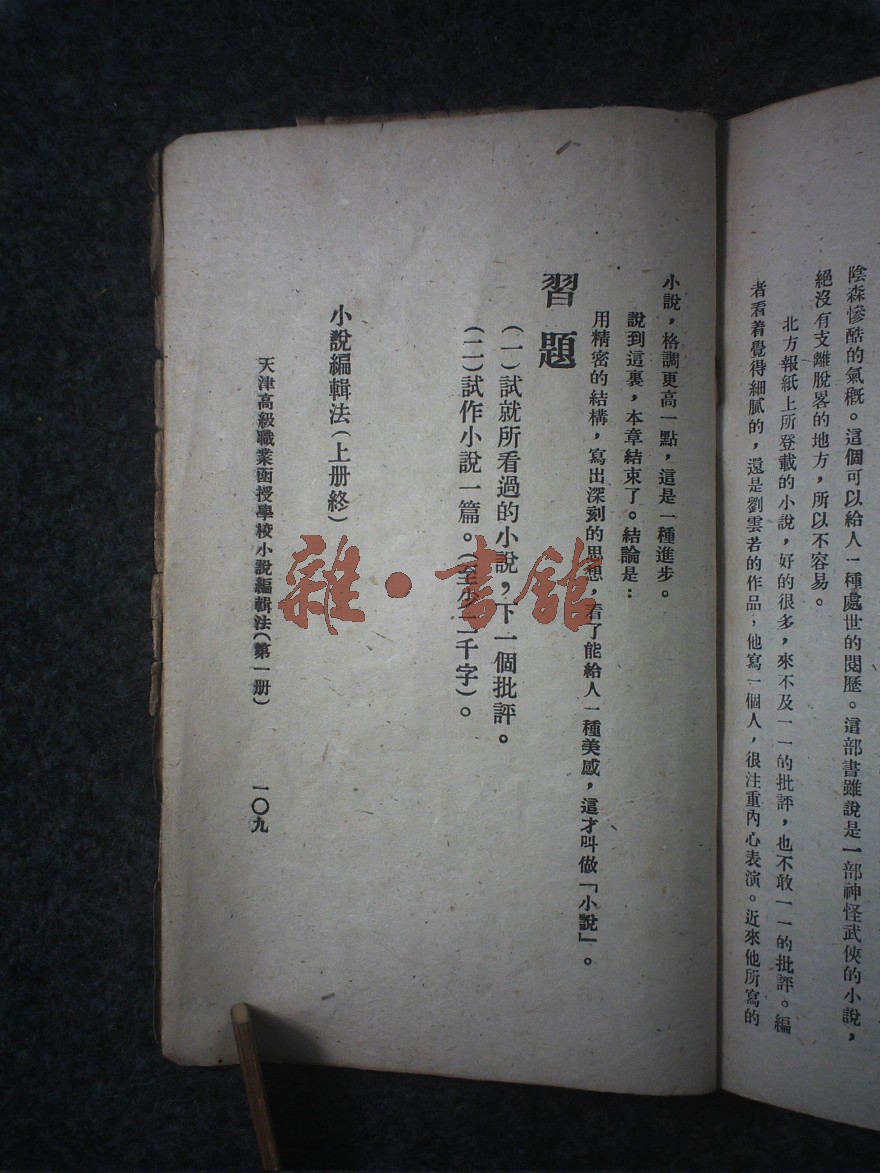 陰森慘酷的氣概。這個可以給人一種處世的閱歷。這部書雖說是一部神怪武俠的小說，
絕沒有支離脫畧的地方，所以不容易。
北方報紙上所登載的小說，好的很多，來不及一一的批評，也不敢一一的批評。編
者看着覺得細膩的，還是劉雲若的作品，他寫一個人，很注重內心表演。近來他所寫的
小說，格調更高一點，這是一種進步。
說到這裏，本章結束了。結論是：
用精密的結構，寫出深刻的思想，看了能給人一種美感，這才叫做「小說」。
習題
（一）試就所看過的小說，下一個批評。
（二）試作小說一篇。（至少二千字）。
小說編輯法（上册終）
天津高級職業函授學校小說編輯法（第一册）
一〇九
雜·書館